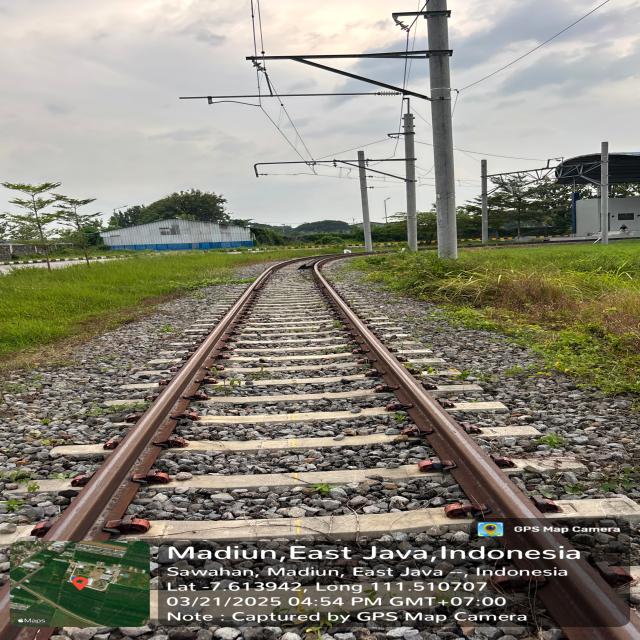 GPS Map Camera
Madiun,East Java,Indonesia
Sawahan, Madiun, East Java —, Indonesia
Lat -7.613942, Long 111.510707
03/21/2025 04:54 PM GMT+07:00
Note : Captured by GPS Map Camera
Maps